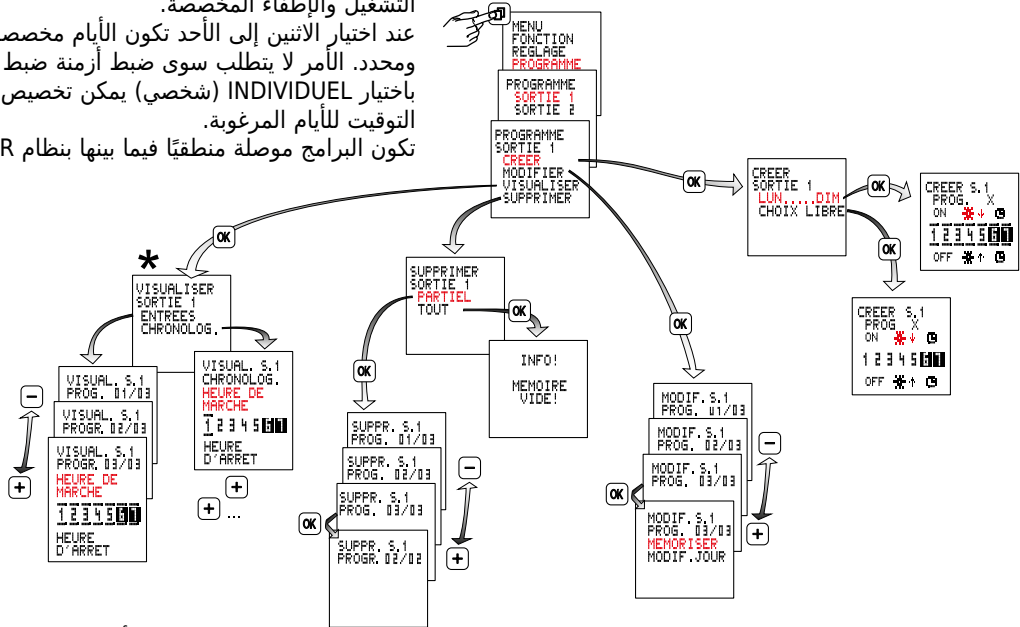 التشغيل والإطفاء المخصصة.
عند اختيار الاثنين إلى الأحد تكون الأيام
ومحدد. الأمر لا يتطلب سوى ضبط أزمنة ضبط
باختيار INDIVIDUEL (شخصي) يمكن تخصيص
التوقيت للأيام المرغوبة.
تكون البرامج موصلة منطقيًا فيما بينها بنظام
MENU
FONCTION
REGLAGE
PROGRAMME
PROGRAMME
SORTIE 1
SORTIE 2
PROGRAMME
SORTIE 1
CREER
MODIFIER
VISUALISER
SUPPRIMER
OK
CREER
SORTIE 1
LUN.....DIM
CHOIX LIBRE
OK
CREER S.1
PROG. X
ON
1 2 3 4 5 6 7
OFF
OK
CREER S.1
PROG X
ON
1 2 3 4 5 6 7
OFF
OK
*
VISUALISER
SORTIE 1
ENTREES
CHRONOLOG.
VISUAL. S.1
PROG. 01/03
VISUAL. S.1
PROGR. 02/03
VISUAL. S.1
PROGR. 03/03
HEURE DE
MARCHE
1 2 3 4 5 6 7
HEURE
D'ARRET
−
+
VISUAL. S.1
CHRONOLOG.
HEURE DE
MARCHE
1 2 3 4 5 6 7
HEURE
D'ARRET
+
+ ...
SUPPRIMER
SORTIE 1
PARTIEL
TOUT
OK
INFO!
MEMOIRE
VIDE!
OK
SUPPR. S.1
PROG. 01/03
SUPPR. S.1
PROG. 02/03
SUPPR. S.1
PROG. 03/03
OK
SUPPR. S.1
PROGR. 02/02
−
+
OK
MODIF. S.1
PROG. 01/03
MODIF. S.1
PROG. 02/03
MODIF. S.1
PROG. 03/03
OK
MODIF. S.1
PROG. 03/03
MEMORISER
MODIF.JOUR
−
+